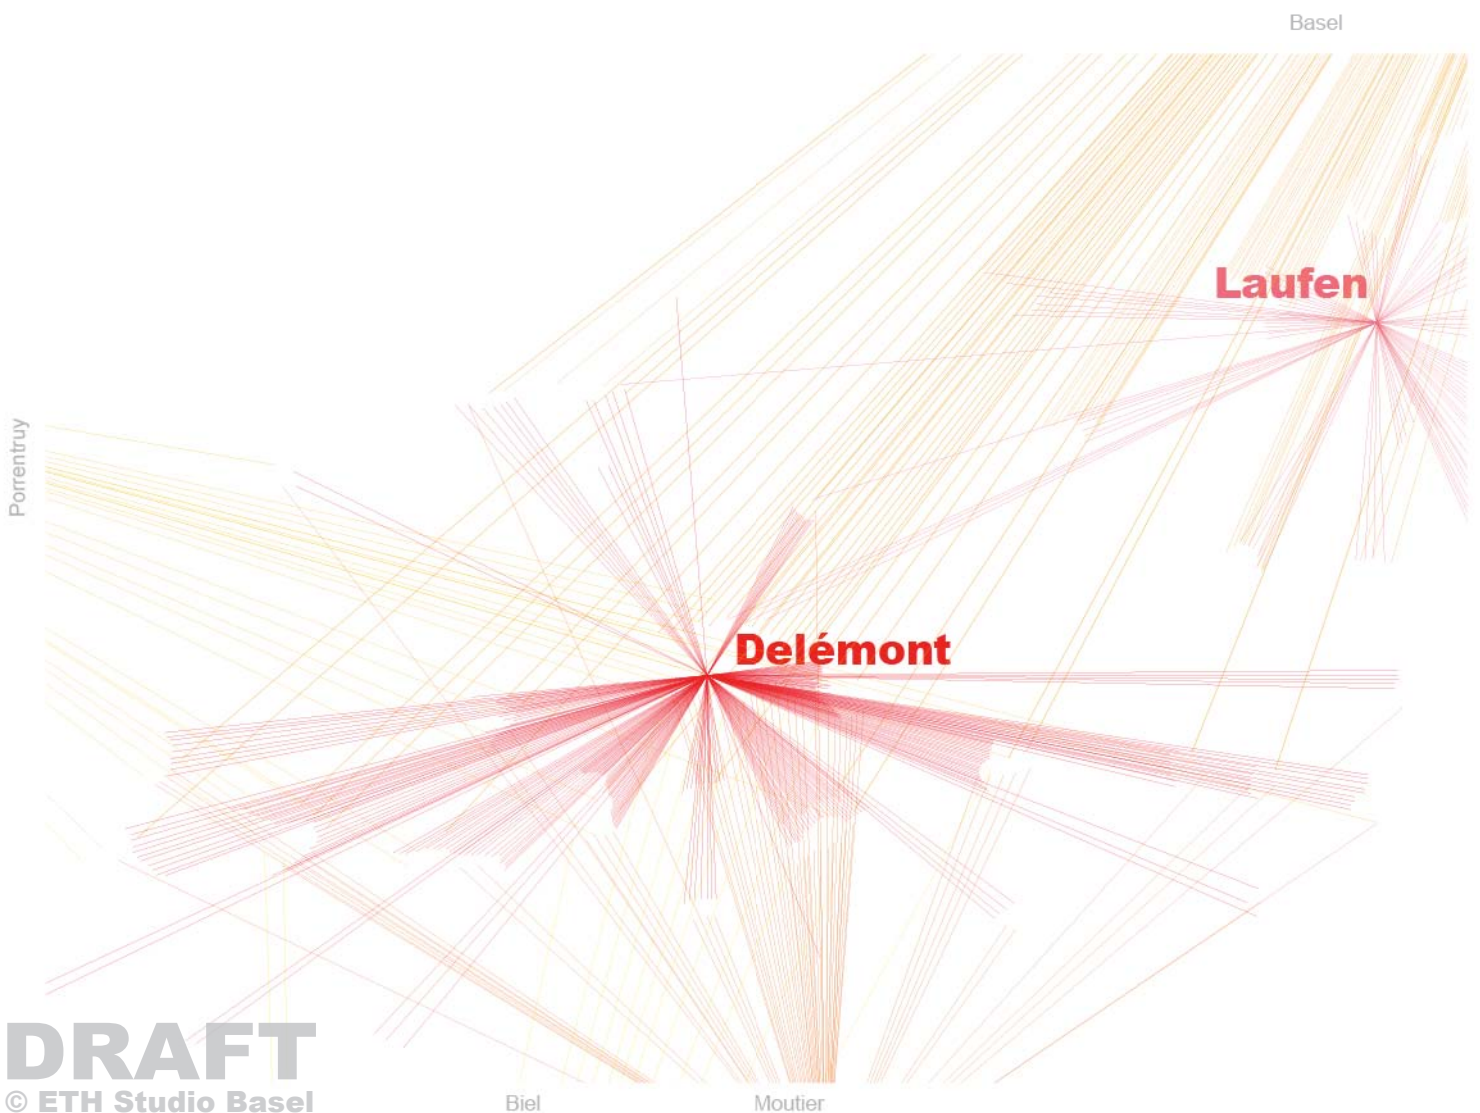 Basel
Laufen
Porrentruy
Delémont
DRAFT
© ETH Studio Basel
Biel
Moutier